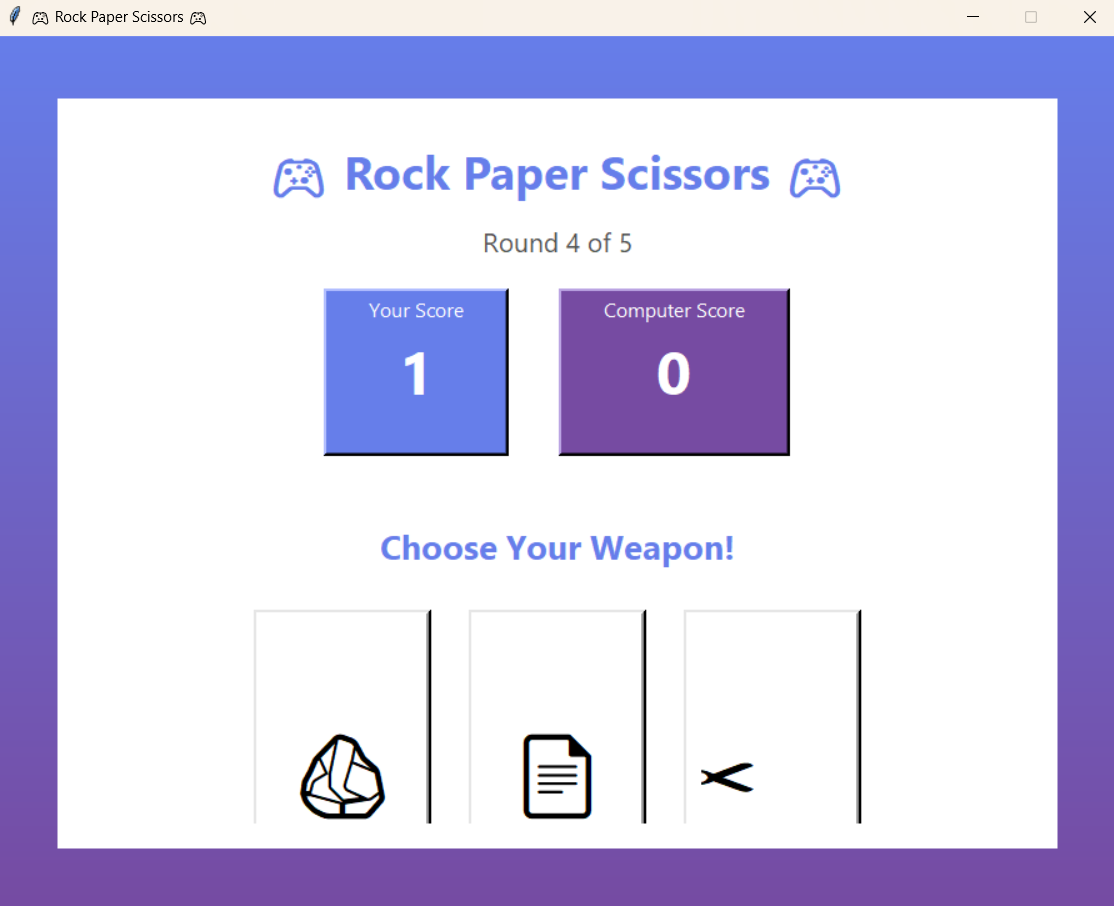 🎮 Rock Paper Scissors 🎮
🎮 Rock Paper Scissors 🎮
Round 4 of 5
Your Score
Computer Score
1
0
Choose Your Weapon!